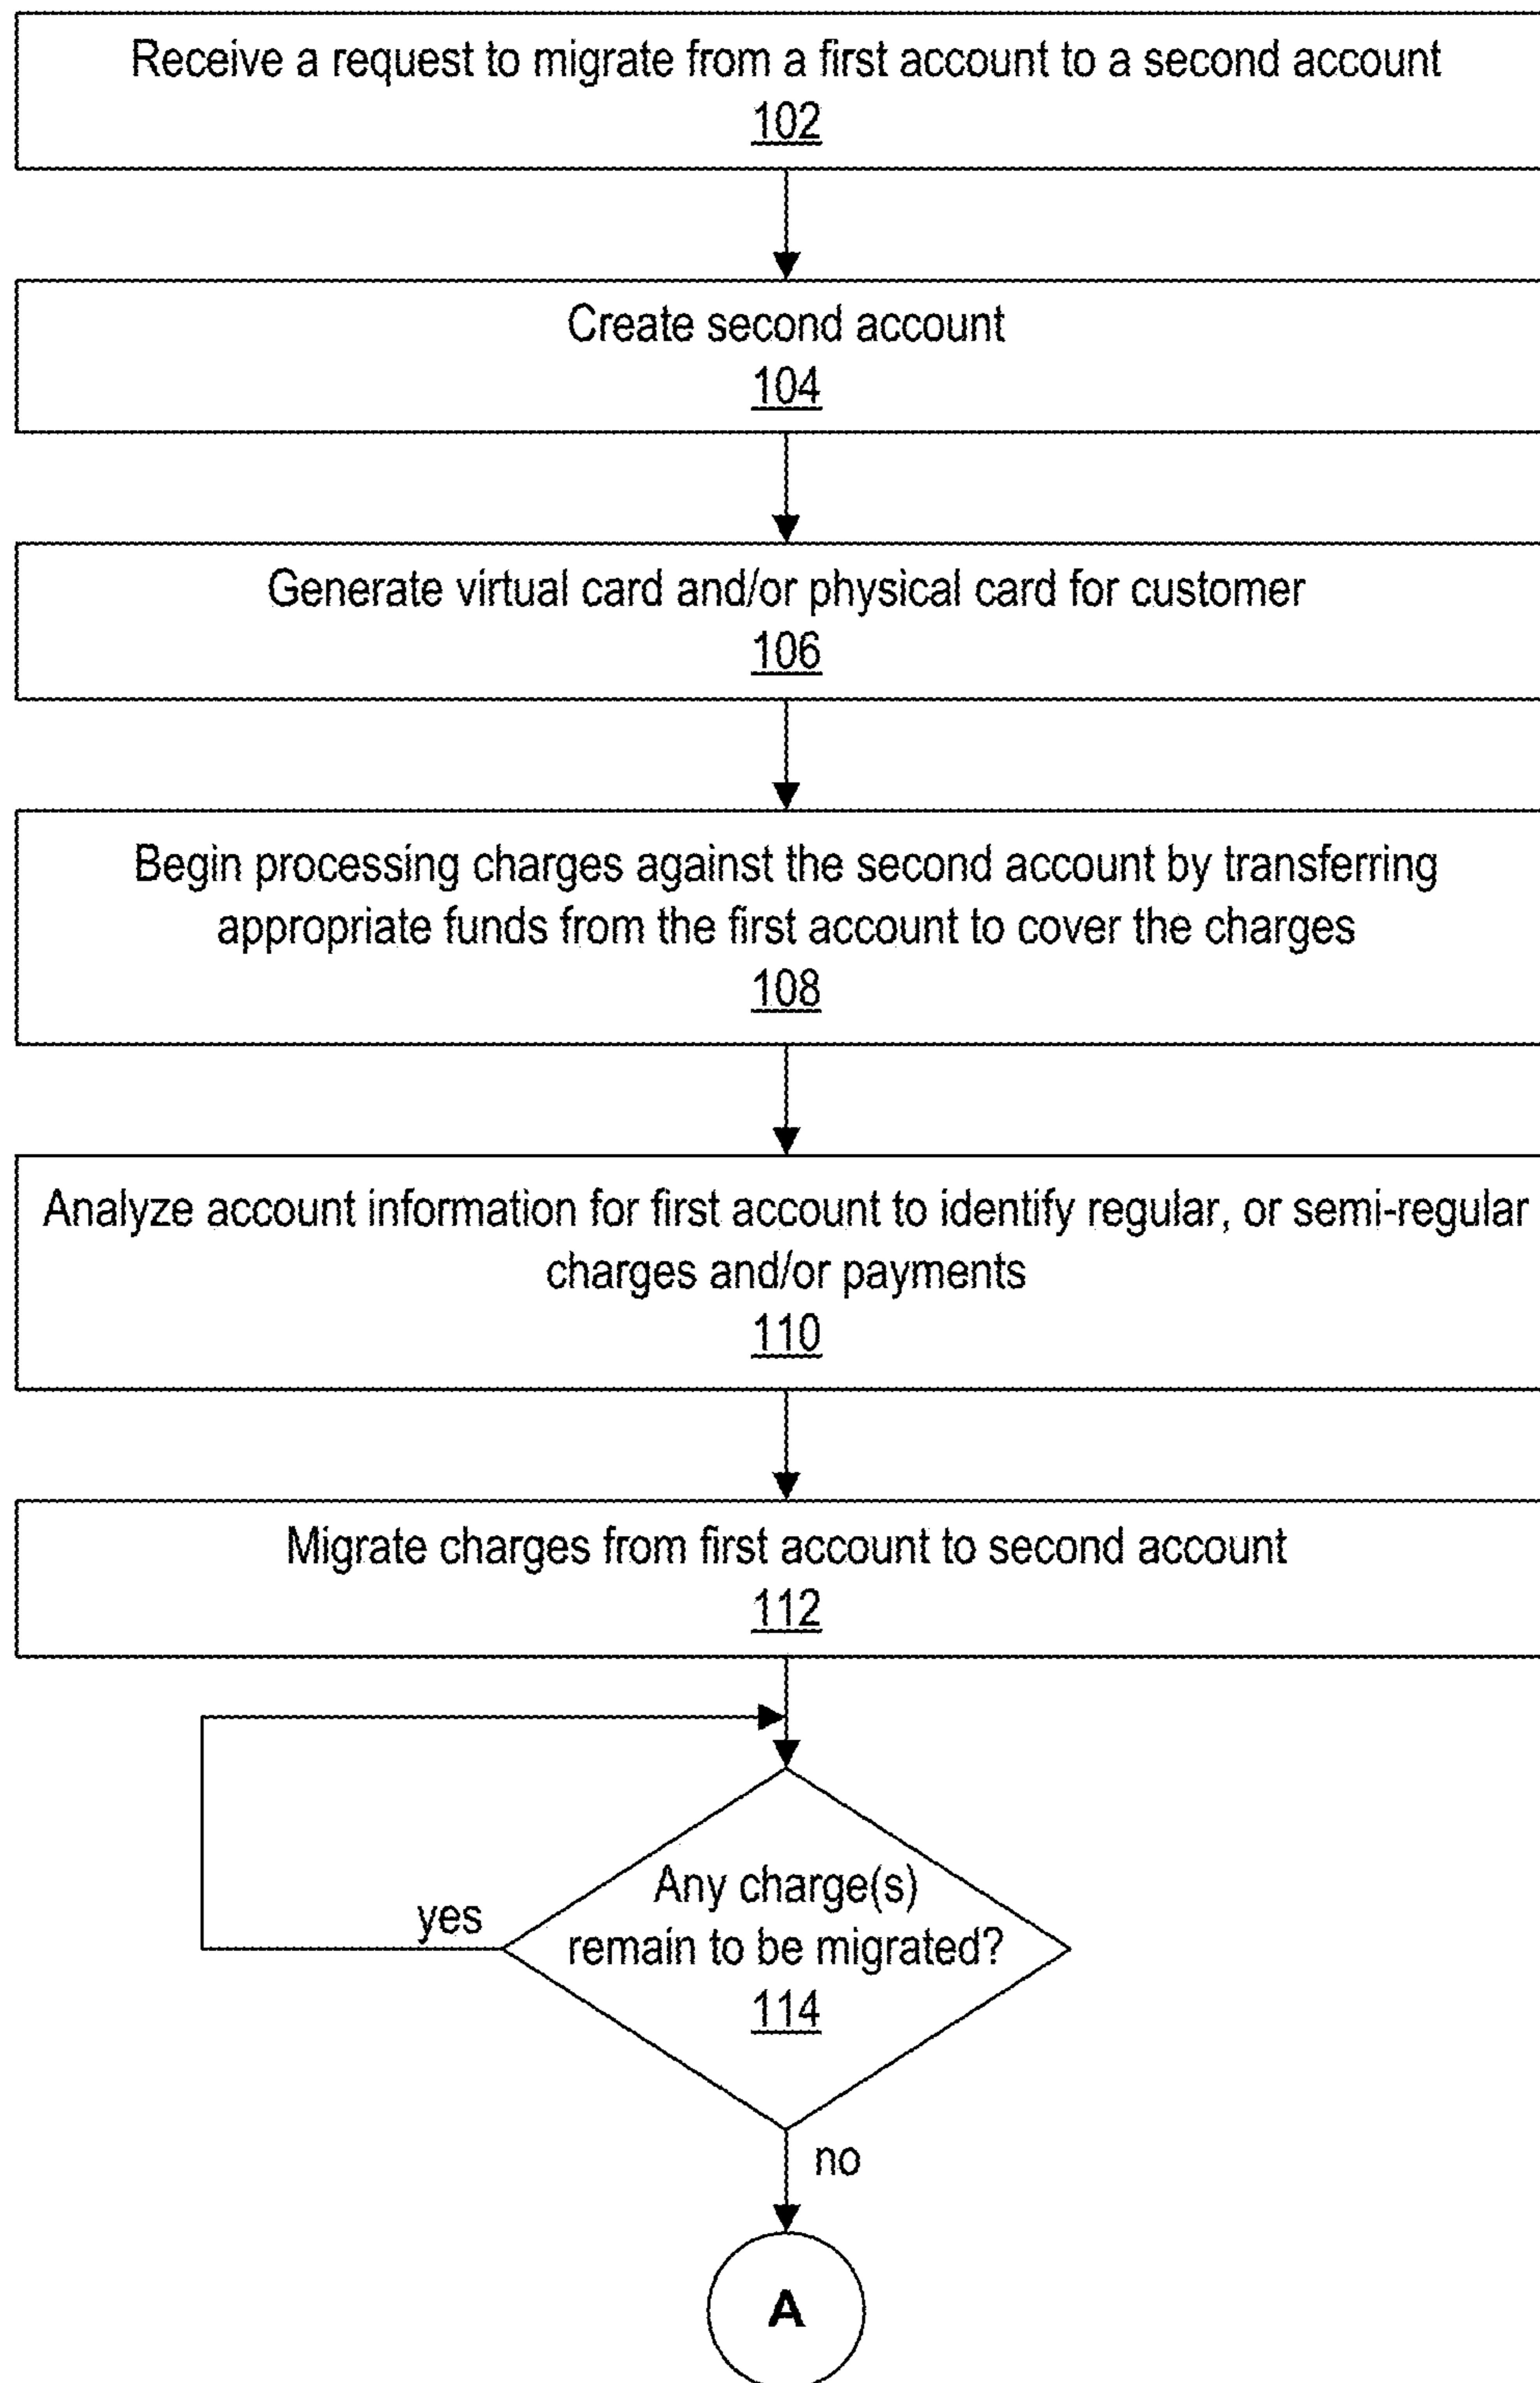 Receive a request to migrate from a first account to a second account
102
Create second account
104
Generate virtual card and/or physical card for customer
106
Begin processing charges against the second account by transferring
appropriate funds from the first account to cover the charges
108
Analyze account information for first account to identify regular, or semi-regular
charges and/or payments
110
Migrate charges from first account to second account
112
yes
Any charge(s)
remain to be migrated?
114
no
A